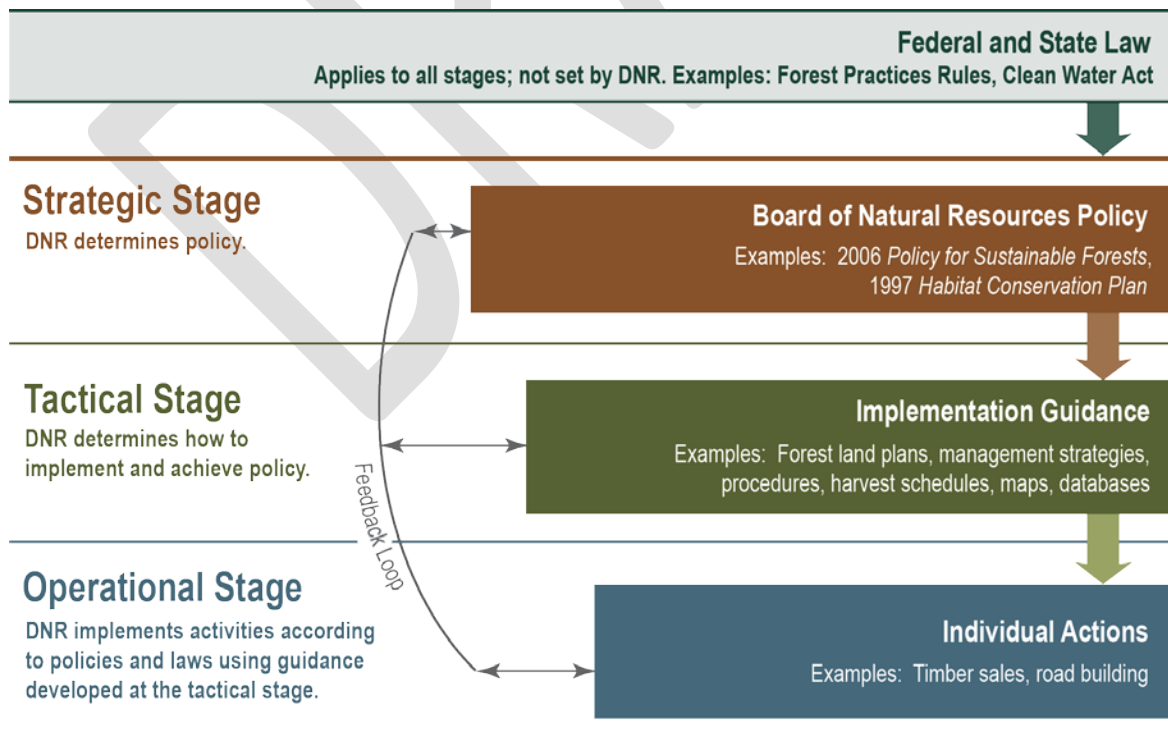 Federal and State Law
Applies to all stages; not set by DNR. Examples: Forest Practices Rules, Clean Water Act
Strategic Stage
DNR determines policy.
Board of Natural Resources Policy
Examples: 2006 Policy for Sustainable Forests,
1997 Habitat Conservation Plan
Tactical Stage
DNR determines how to
implement and achieve policy.
Implementation Guidance
Examples: Forest land plans, management strategies,
procedures, harvest schedules, maps, databases
Feedback Loop
Operational Stage
DNR implements activities according
to policies and laws using guidance
developed at the tactical stage.
Individual Actions
Examples: Timber sales, road building